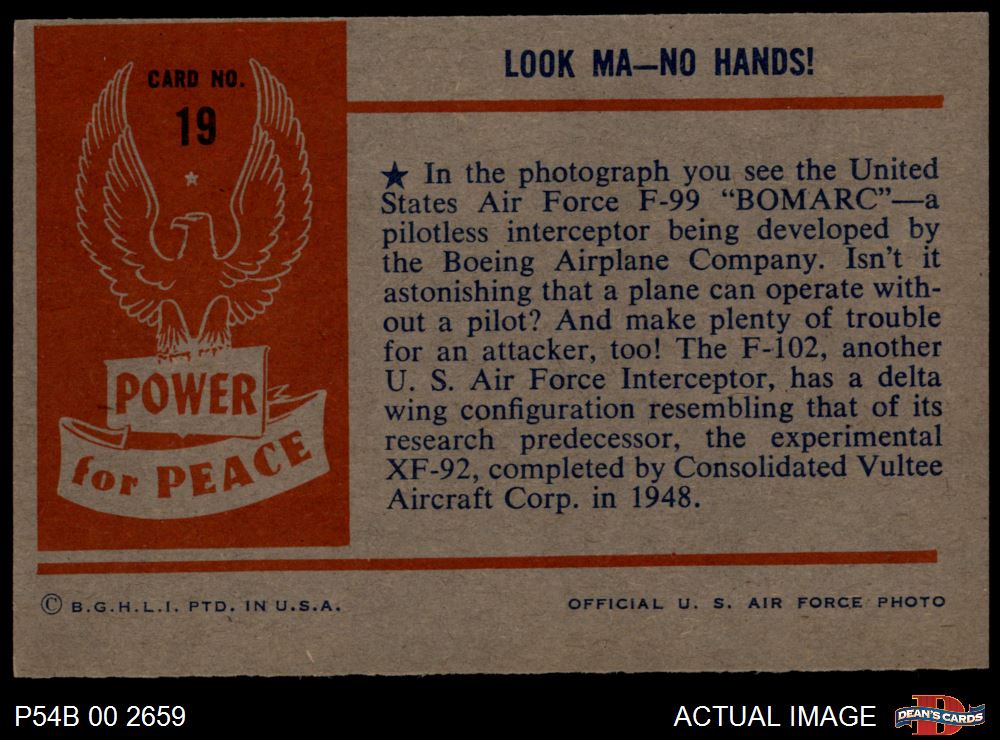 CARD NO.
19
POWER
for PEACE
LOOK MA—NO HANDS!
★ In the photograph you see the United
States Air Force F-99 “BOMARC”—a
pilotless interceptor being developed by
the Boeing Airplane Company. Isn’t it
astonishing that a plane can operate with-
out a pilot? And make plenty of trouble
for an attacker, too! The F-102, another
U. S. Air Force Interceptor, has a delta
wing configuration resembling that of its
research predecessor, the experimental
XF-92, completed by Consolidated Vultee
Aircraft Corp. in 1948.
© B.G.H.L.I. PTD. IN U.S.A.
OFFICIAL U. S. AIR FORCE PHOTO
P54B 00 2659
ACTUAL IMAGE
D
DEAN'S CARDS